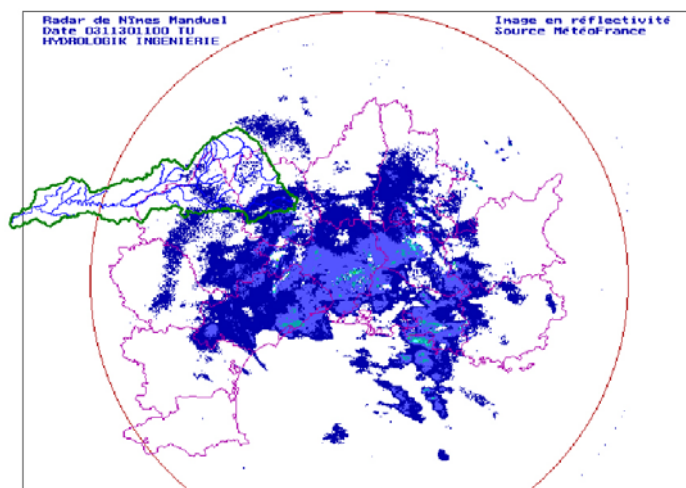 Radar de Nîmes Manduel
Date 0311301100 TU
HYDROLOGIK INGENIERIE
Image en réflectivité
Source MétéoFrance